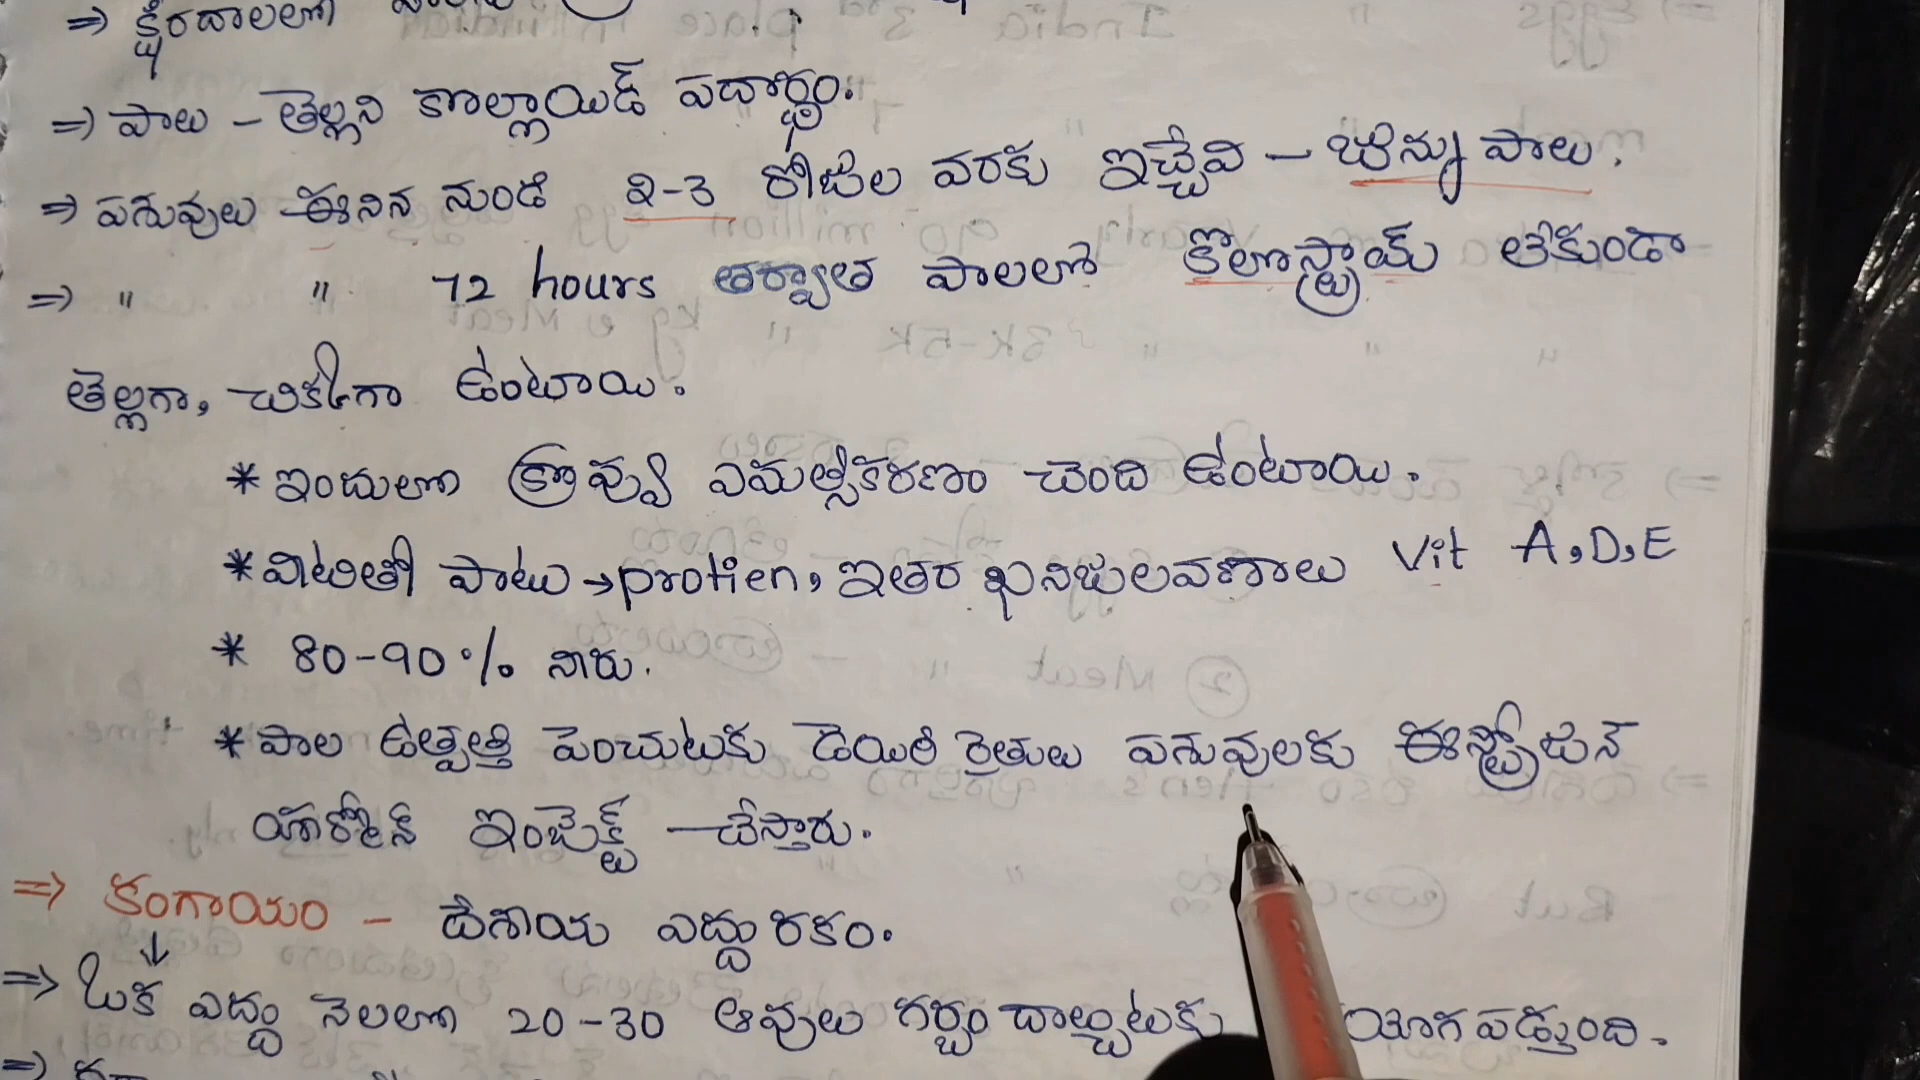 ⇒ క్షీరదాలలో
⇒ పాలు - తెల్లని కొల్లాయిడ్ పదార్థం.
⇒ పశువులు ఈనిన నుండి 2-3 రోజుల వరకు ఇచ్చేవి - జున్ను పాలు.
⇒ " " 72 hours తర్వాత పాలలో కొలొస్ట్రామ్ లేకుండా
తెల్లగా, చిక్కగా ఉంటాయి.
* ఇందులో క్రొవ్వు ఎమల్సీకరణం చెంది ఉంటాయి.
* వీటితో పాటు → protien, ఇతర ఖనిజలవణాలు Vit A,D,E
* 80-90% నీరు.
* పాల ఉత్పత్తి పెంచుటకు డెయిరీ రైతులు పశువులకు ఈస్ట్రోజన్
హార్మోన్ ఇంజెక్ట్ చేస్తారు.
⇒ కంగాయం - దేశీయ ఎద్దు రకం.
↓
⇒ ఒక ఎద్దు నెలలో 20-30 ఆవులు గర్భం దాల్చుటకు యోగపడ్తుంది.